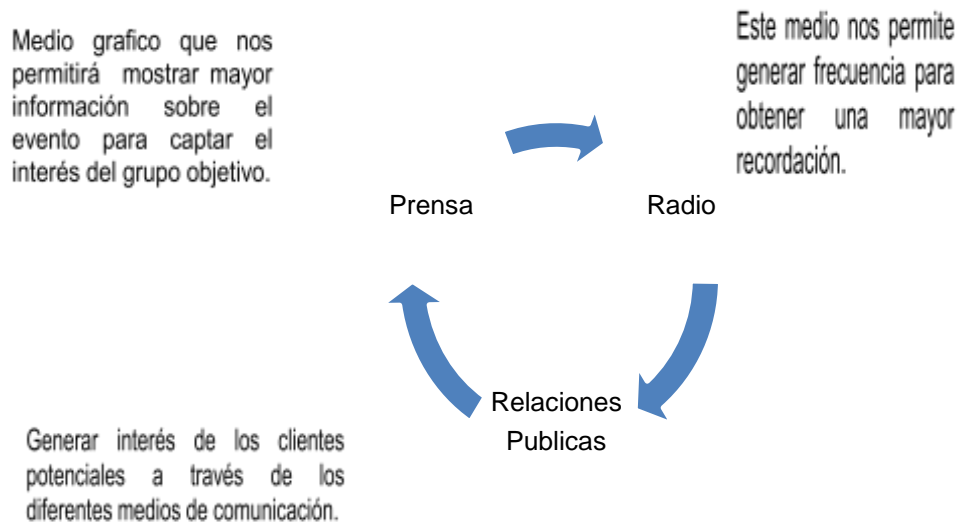 Medio grafico que nos
permitirá mostrar mayor
información sobre el
evento para captar el
interés del grupo objetivo.
Este medio nos permite
generar frecuencia para
obtener una mayor
recordación.
Prensa
Radio
Relaciones
Publicas
Generar interés de los clientes
potenciales a través de los
diferentes medios de comunicación.